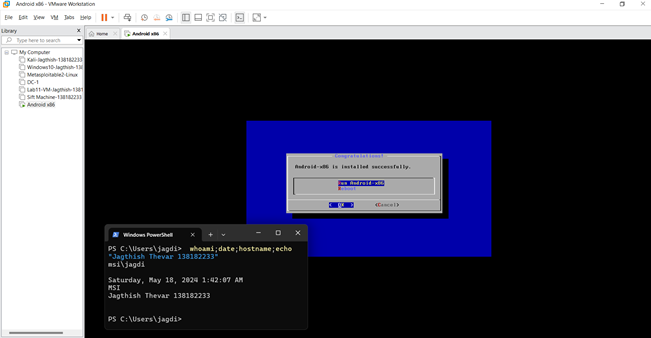 Android x86 - VMware Workstation
File Edit View VM Tabs Help
Library
Type here to search
My Computer
Kali-Jagthish-138182233
Windows10-Jagthish-138
Metasploitable2-Linux
DC-1
Lab11-VM-Jagthish-1381
Sift Machine-138182233
Android x86
Home
Android x86
Congratulations!
Android-x86 is installed successfully.
Run Android-x86
Reboot
< OK > <Cancel>
Windows PowerShell
PS C:\Users\jagdi> whoami;date;hostname;echo
"Jagthish Thevar 138182233"
msi\jagdi
Saturday, May 18, 2024 1:42:07 AM
MSI
Jagthish Thevar 138182233
PS C:\Users\jagdi>